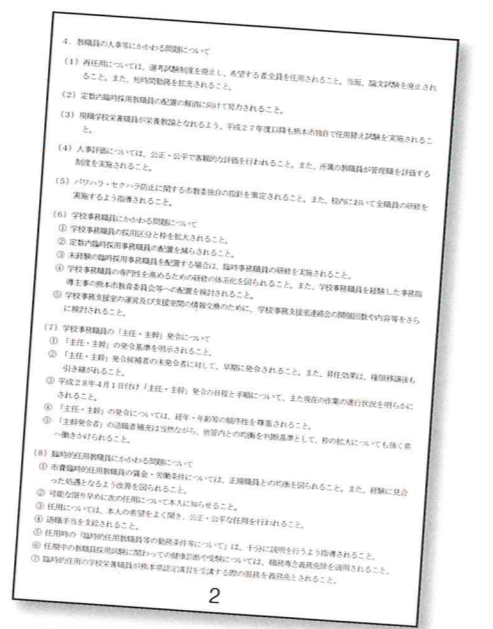 4．教職員の人事等にかかわる問題について
（1）再任用については、選考試験制度を廃止し、希望する者全員を任用されること。当面、論文試験を廃止され
ること。また、短時間勤務を拡充されること。
（2）定数内臨時採用教職員の配置の解消に向けて努力されること。
（3）現職学校栄養職員が栄養教諭となれるよう、平成27年度以降も熊本市独自で任用替え試験を実施されるこ
と。
（4）人事評価については、公正・公平で客観的な評価を行われること。また、所属の教職員が管理職を評価する
制度を実施されること。
（5）パワハラ・セクハラ防止に関する市教委独自の指針を策定されること。また、校内において全職員の研修を
実施するよう指導されること。
（6）学校事務職員にかかわる問題について
① 学校事務職員の採用区分と枠を拡大されること。
② 定数内臨時採用事務職員の配置を減らされること。
③ 未経験の臨時採用事務職員を配置する場合は、臨時事務職員の研修を実施されること。
④ 学校事務職員の専門性を高めるための研修の体系化を図られること。また、学校事務職員を経験した事務指
導主事の熊本市教育委員会等への配置を検討されること。
⑤ 学校事務支援室の運営及び支援室間の情報交換のために、学校事務支援室連絡会の開催回数や内容等をさら
に検討されること。
（7）学校事務職員の「主任・主幹」発令について
① 「主任・主幹」の発令基準を明示されること。
② 「主任・主幹」発令候補者の未発令者に対して、早期に発令されること。また、昇任効果は、権限移譲後も
引き継がれること。
③ 平成28年4月1日付け「主任・主幹」発令の日程と手順について、また現在の作業の進行状況を明らかに
されること。
④ 「主任・主幹」の発令については、経年・年齢等の順序性を尊重されること。
⑤ 「主幹発令者」の退職者補充は当然ながら、他管内との均衡を判断基準として、枠の拡大についても強く県
へ働きかけられること。
（8）臨時的任用教職員にかかわる問題について
① 市費臨時的任用教職員の賃金・労働条件については、正規職員との均衡を図られること。また、経験に見合
った処遇となるよう改善を図られること。
② 可能な限り早めに次の任用について本人に知らせること。
③ 任用については、本人の希望をよく聞き、公正・公平な任用を行われること。
④ 退職手当を支給されること。
⑤ 任用時の「臨時的任用教職員等の勤務条件等について」は、十分に説明を行うよう指導されること。
⑥ 任期中の教職員採用試験に関わっての健康診断や受験については、職務専念義務免除を適用されること。
⑦ 臨時的任用の学校栄養職員が熊本県認定講習を受講する際の服務を義務免とされること。
2